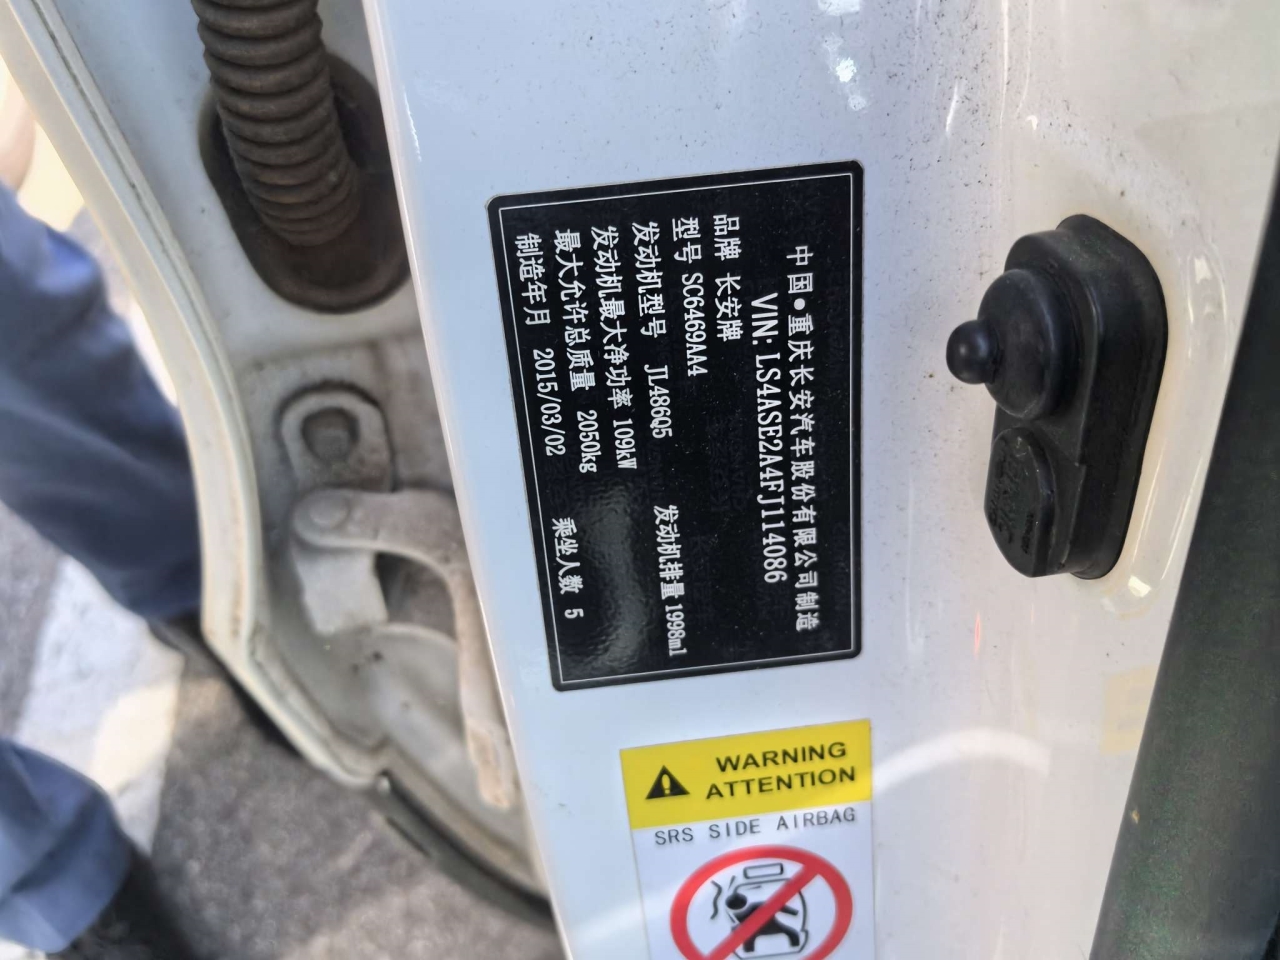 中国●重庆长安汽车股份有限公司制造
VIN: LS4ASE2A4FJ114086
品牌 长安牌
型号 SC6469AA4
发动机型号 JL486Q5 发动机排量 1998ml
发动机最大净功率 109kW
最大允许总质量 2050kg
制造年月 2015/03/02 乘坐人数 5
WARNING
ATTENTION
SRS SIDE AIRBAG